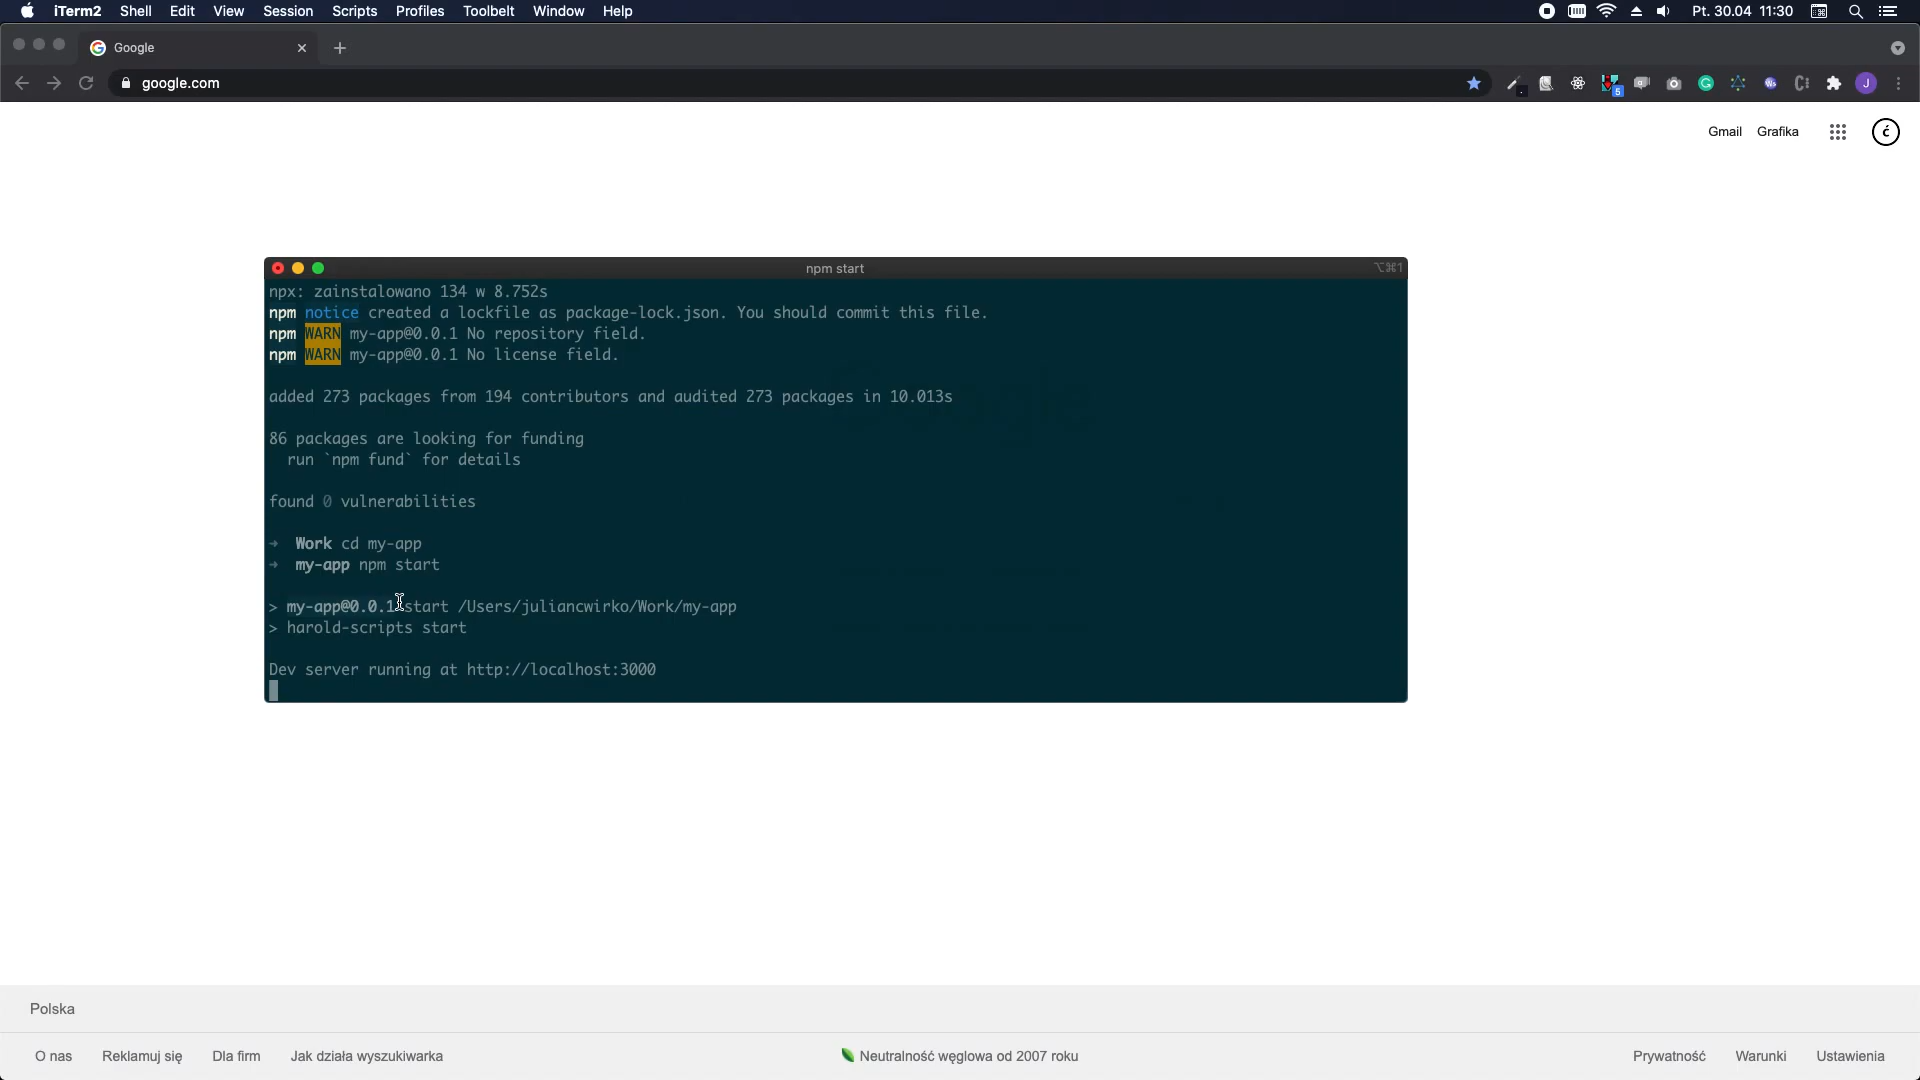 iTerm2 Shell Edit View Session Scripts Profiles Toolbelt Window Help Pt. 30.04 11:30
Google
google.com
5
J
Gmail Grafika
ć
npm start ⌥⌘1
npx: zainstalowano 134 w 8.752s
npm notice created a lockfile as package-lock.json. You should commit this file.
npm WARN my-app@0.0.1 No repository field.
npm WARN my-app@0.0.1 No license field.
added 273 packages from 194 contributors and audited 273 packages in 10.013s
86 packages are looking for funding
run `npm fund` for details
found 0 vulnerabilities
→ Work cd my-app
→ my-app npm start
> my-app@0.0.1 start /Users/juliancwirko/Work/my-app
> harold-scripts start
Dev server running at http://localhost:3000
Polska
O nas Reklamuj się Dla firm Jak działa wyszukiwarka Neutralność węglowa od 2007 roku Prywatność Warunki Ustawienia